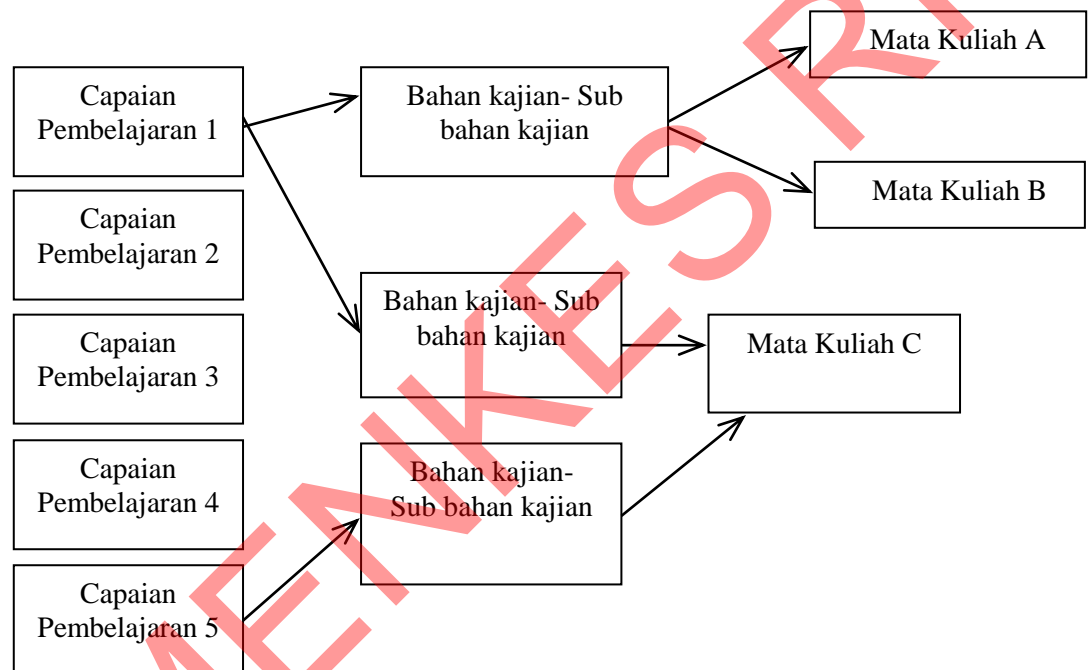 Capaian
Pembelajaran 1
Capaian
Pembelajaran 2
Capaian
Pembelajaran 3
Capaian
Pembelajaran 4
Capaian
Pembelajaran 5
Bahan kajian- Sub
bahan kajian
Bahan kajian- Sub
bahan kajian
Bahan kajian-
Sub bahan kajian
Mata Kuliah A
Mata Kuliah B
Mata Kuliah C
MENKES R